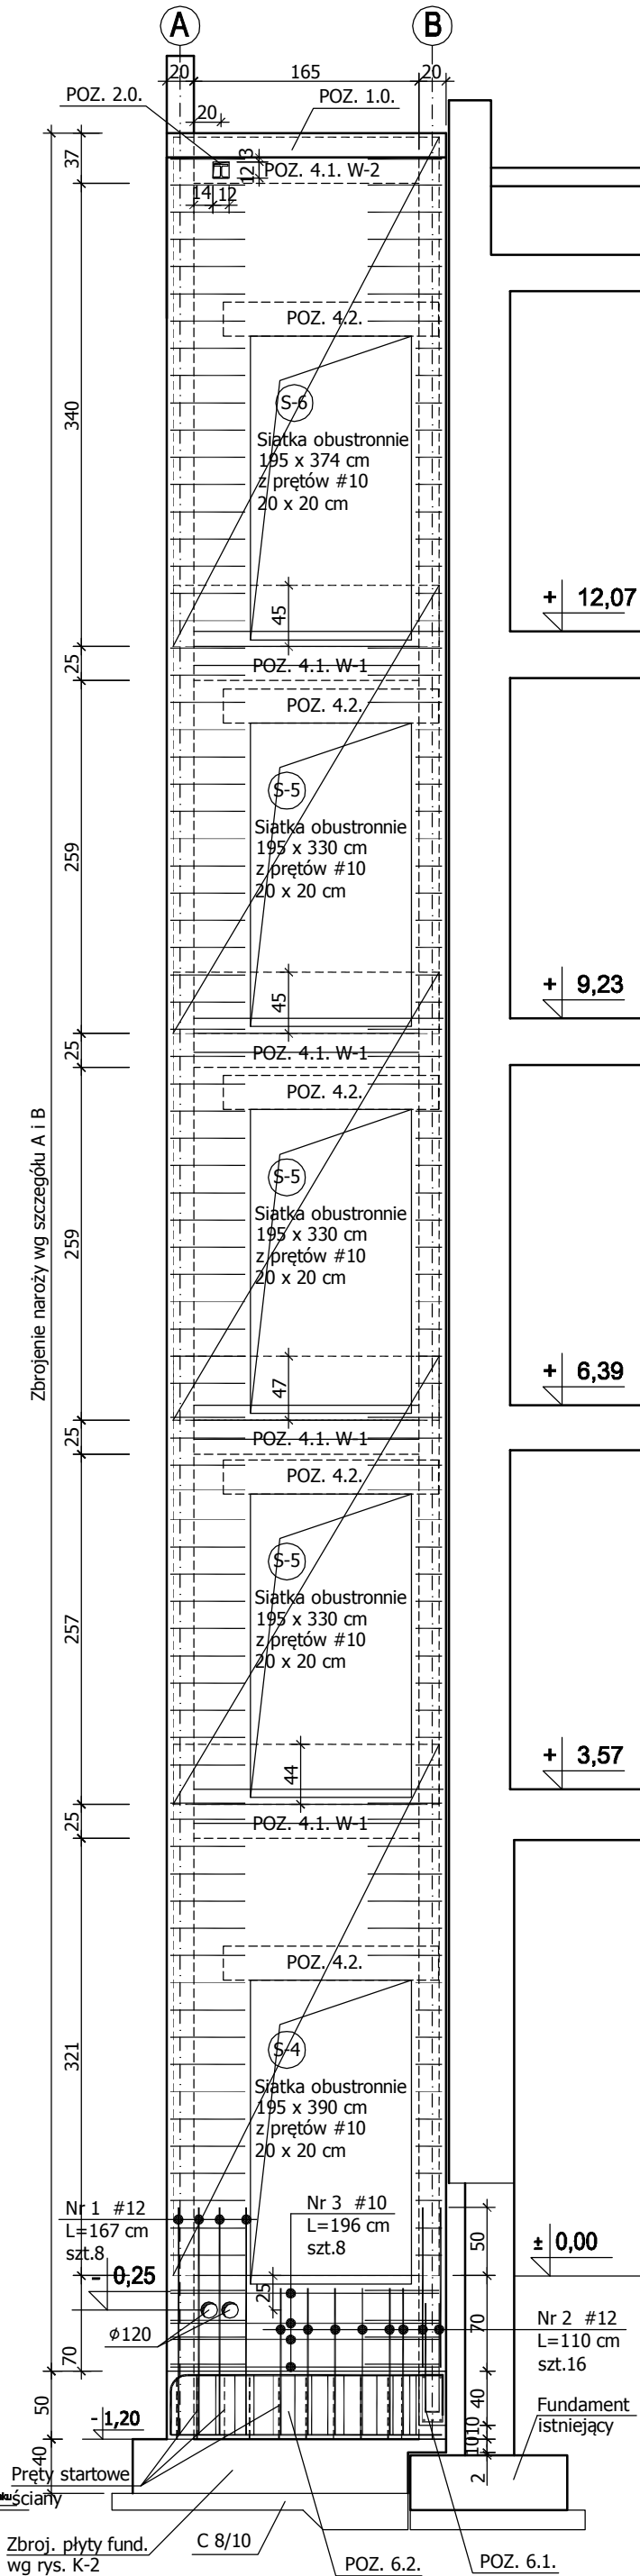 A
B
20
165
20
POZ. 2.0.
POZ. 1.0.
20
37
3
12
POZ. 4.1. W-2
14
12
POZ. 4.2.
S-6
340
Siatka obustronnie
195 x 374 cm
z prętów #10
20 x 20 cm
+ 12,07
45
25
POZ. 4.1. W-1
POZ. 4.2.
S-5
Siatka obustronnie
195 x 330 cm
z prętów #10
20 x 20 cm
259
+ 9,23
45
25
POZ. 4.1. W-1
POZ. 4.2.
Zbrojenie naroży wg szczegółu A i B
S-5
Siatka obustronnie
195 x 330 cm
z prętów #10
20 x 20 cm
259
+ 6,39
47
25
POZ. 4.1. W-1
POZ. 4.2.
S-5
257
Siatka obustronnie
195 x 330 cm
z prętów #10
20 x 20 cm
+ 3,57
44
25
POZ. 4.1. W-1
POZ. 4.2.
321
S-4
Siatka obustronnie
195 x 390 cm
z prętów #10
20 x 20 cm
Nr 1 #12
L=167 cm
szt.8
Nr 3 #10
L=196 cm
szt.8
50
± 0,00
- 0,25
25
ø120
70
70
Nr 2 #12
L=110 cm
szt.16
50
40
- 1,20
10
10
Fundament
istniejący
40
2
Pręty startowe
ściany
Zbroj. płyty fund.
wg rys. K-2
C 8/10
POZ. 6.2.
POZ. 6.1.